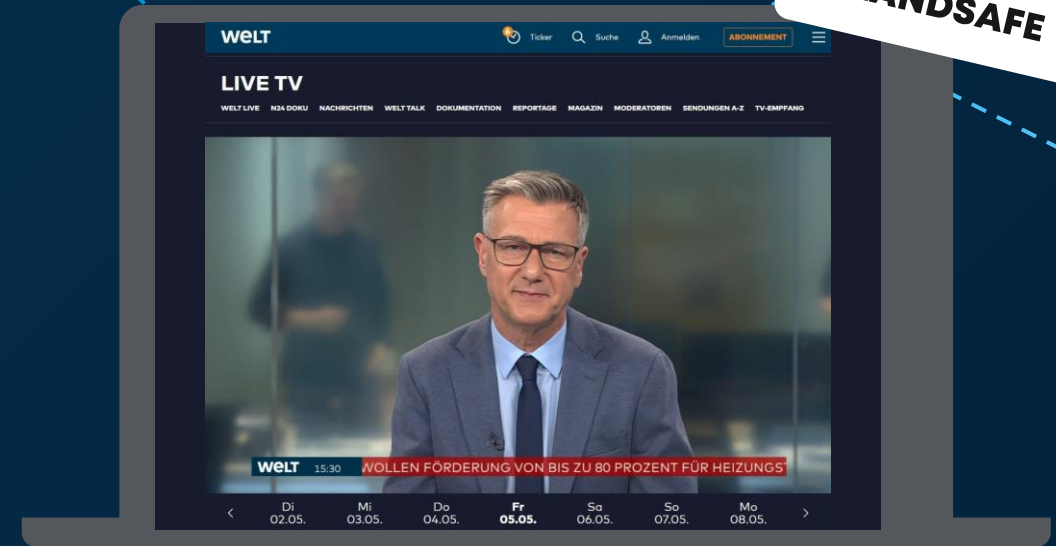 WELT
6
Ticker
Suche
Anmelden
ABONNEMENT
LIVE TV
WELT LIVE N24 DOKU NACHRICHTEN WELT TALK DOKUMENTATION REPORTAGE MAGAZIN MODERATOREN SENDUNGEN A-Z TV-EMPFANG
WELT 15:30 WOLLEN FÖRDERUNG VON BIS ZU 80 PROZENT FÜR HEIZUNGS
Di Mi Do Fr Sa So Mo
02.05. 03.05. 04.05. 05.05. 06.05. 07.05. 08.05.